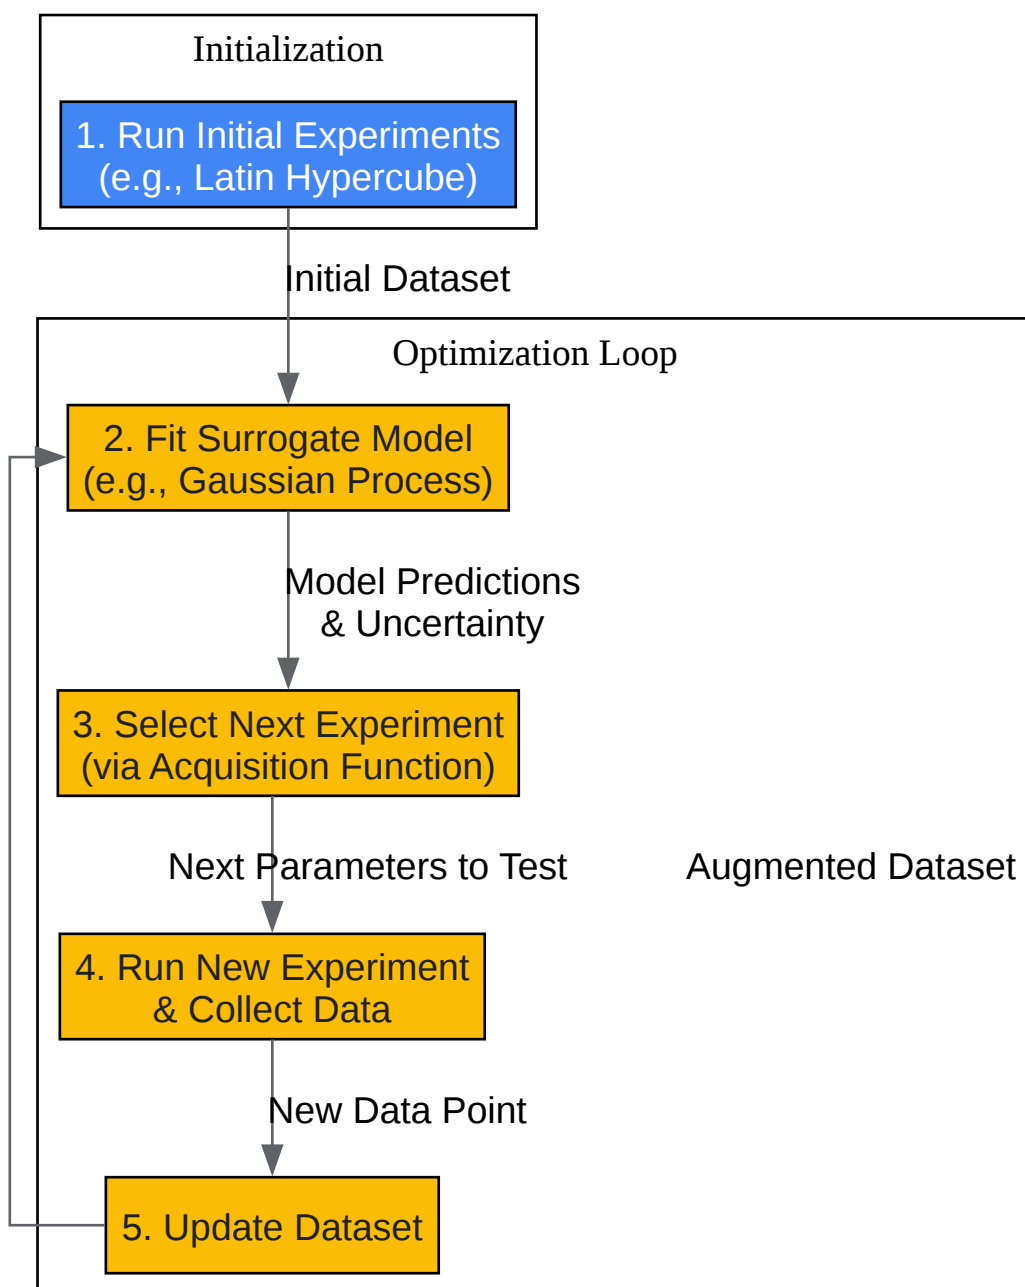 Initialization
1. Run Initial Experiments
(e.g., Latin Hypercube)
Initial Dataset
Optimization Loop
2. Fit Surrogate Model
(e.g., Gaussian Process)
Model Predictions
& Uncertainty
3. Select Next Experiment
(via Acquisition Function)
Next Parameters to Test
Augmented Dataset
4. Run New Experiment
& Collect Data
New Data Point
5. Update Dataset